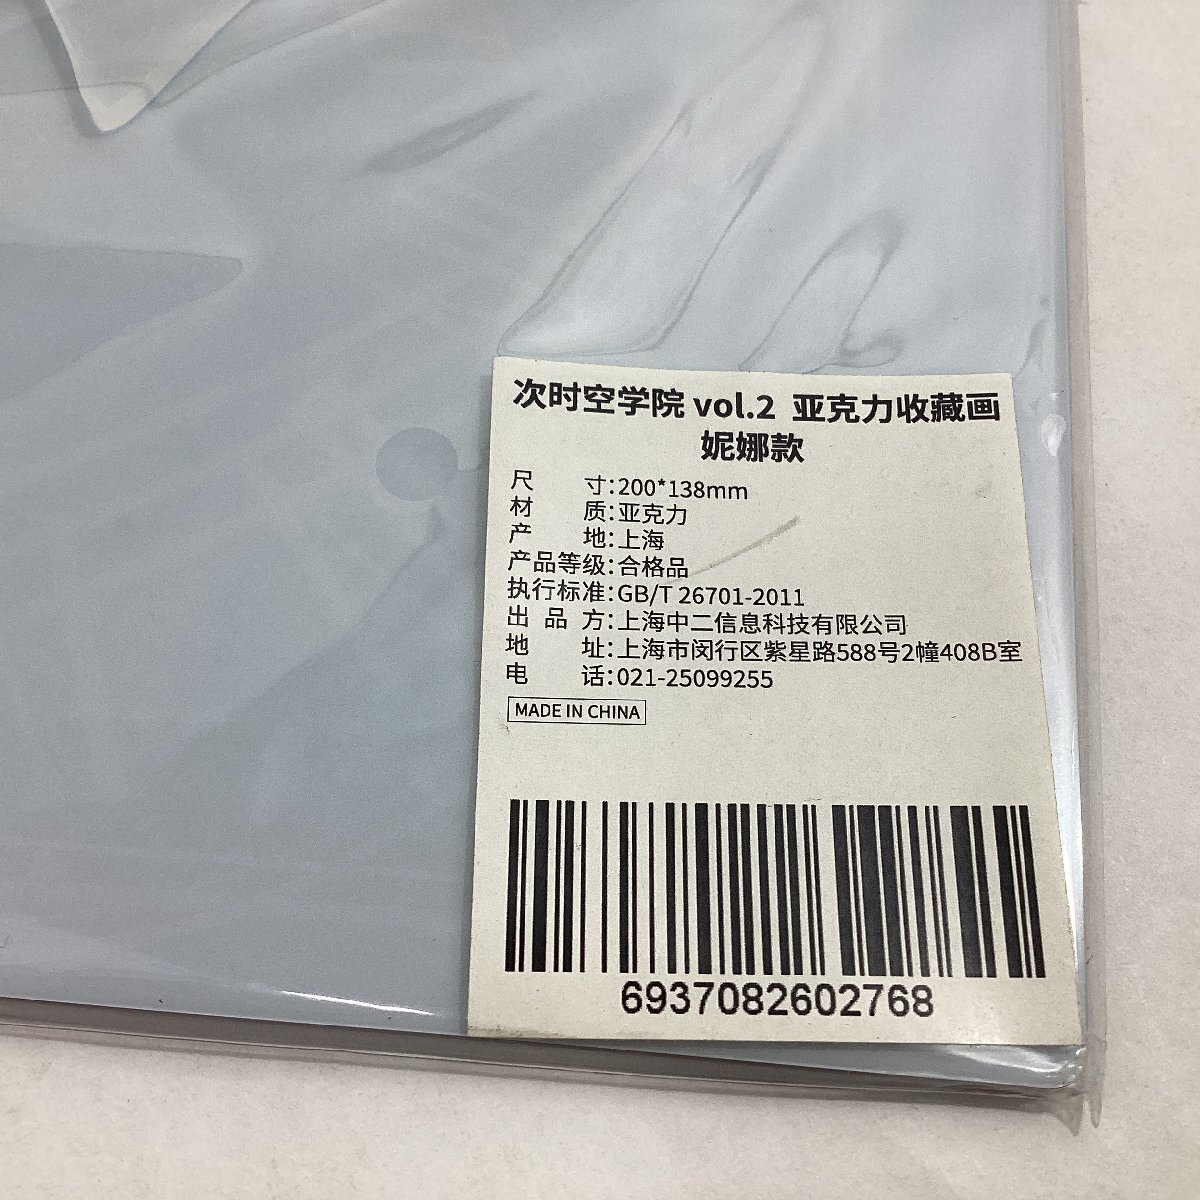 次时空学院 vol.2 亚克力收藏画
妮娜款
尺 寸:200*138mm
材 质:亚克力
产 地:上海
产品等级:合格品
执行标准:GB/T 26701-2011
出 品 方:上海中二信息科技有限公司
地 址:上海市闵行区紫星路588号2幢408B室
电 话:021-25099255
MADE IN CHINA
6937082602768